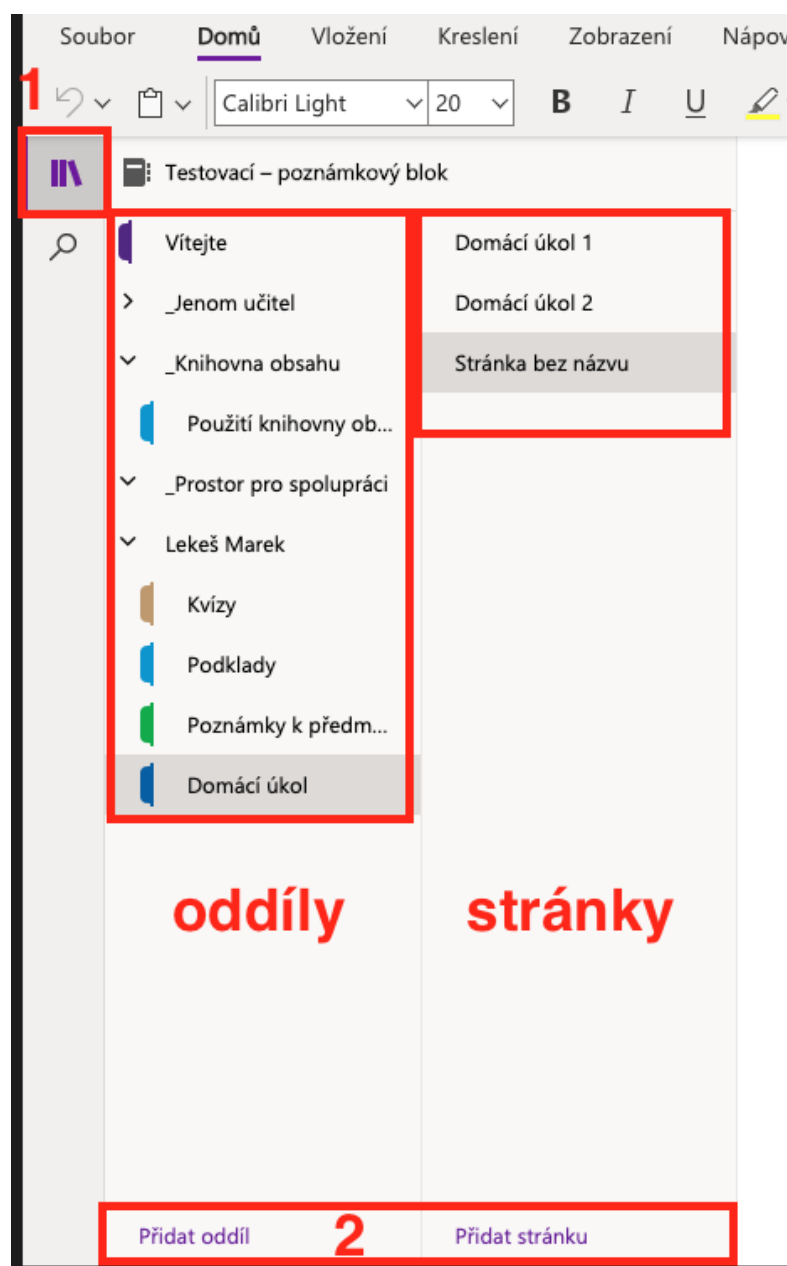 Soubor Domů Vložení Kreslení Zobrazení Nápov
1
Calibri Light 20 B I U
Testovací – poznámkový blok
Vítejte
_Jenom učitel
_Knihovna obsahu
Použití knihovny ob...
_Prostor pro spolupráci
Lekeš Marek
Kvízy
Podklady
Poznámky k předm...
Domácí úkol
Domácí úkol 1
Domácí úkol 2
Stránka bez názvu
oddíly stránky
Přidat oddíl 2 Přidat stránku